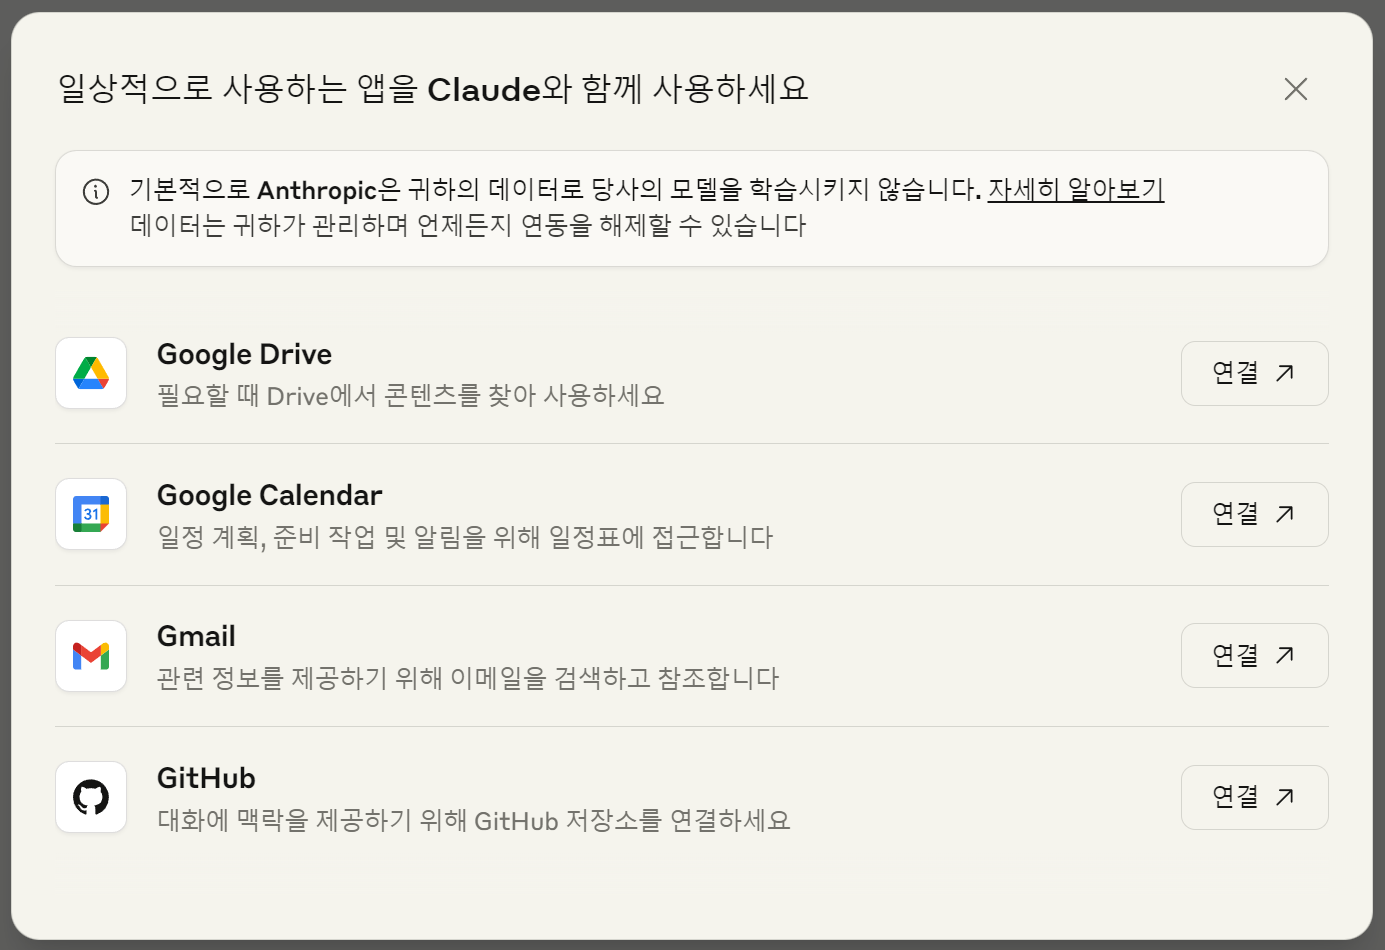 일상적으로 사용하는 앱을 Claude와 함께 사용하세요
기본적으로 Anthropic은 귀하의 데이터로 당사의 모델을 학습시키지 않습니다. 자세히 알아보기
데이터는 귀하가 관리하며 언제든지 연동을 해제할 수 있습니다
Google Drive
필요할 때 Drive에서 콘텐츠를 찾아 사용하세요
연결
31
Google Calendar
일정 계획, 준비 작업 및 알림을 위해 일정표에 접근합니다
연결
Gmail
관련 정보를 제공하기 위해 이메일을 검색하고 참조합니다
연결
GitHub
대화에 맥락을 제공하기 위해 GitHub 저장소를 연결하세요
연결